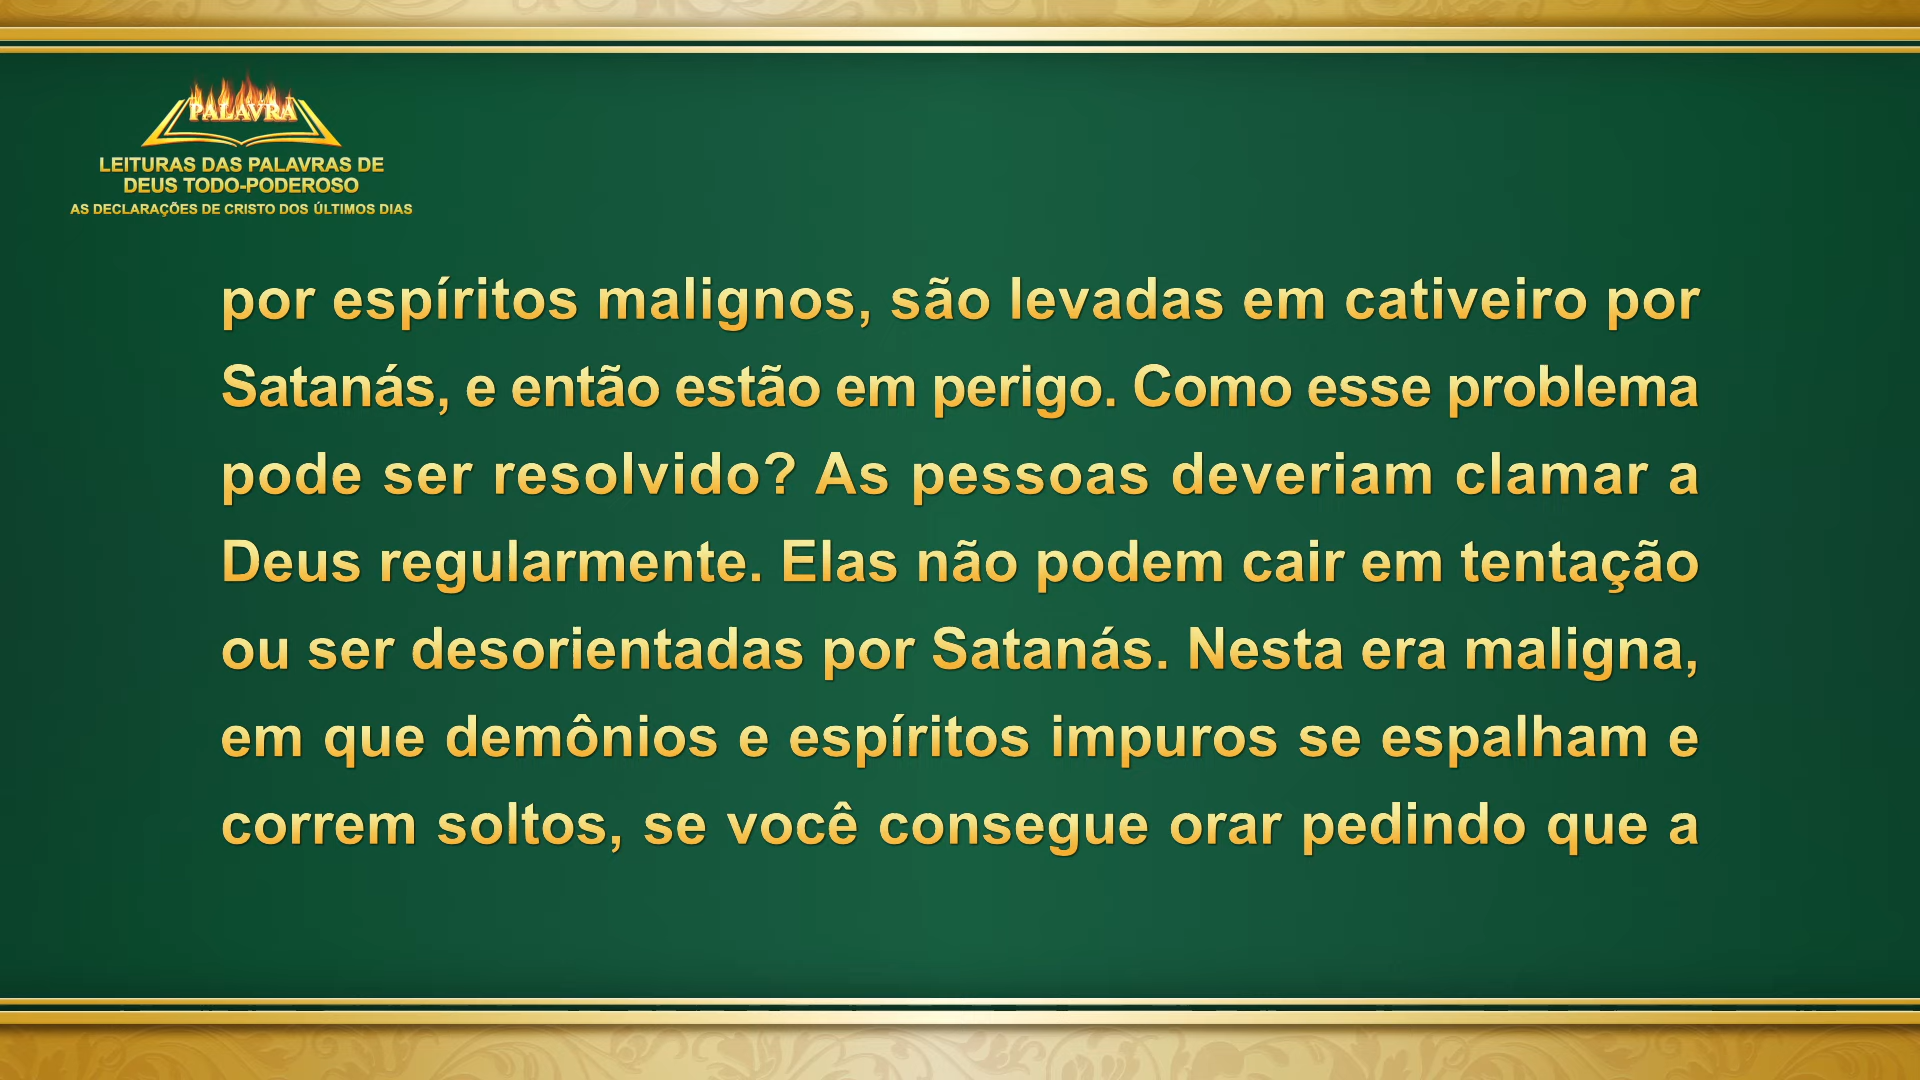 PALAVRA
LEITURAS DAS PALAVRAS DE
DEUS TODO-PODEROSO
AS DECLARAÇÕES DE CRISTO DOS ÚLTIMOS DIAS
por espíritos malignos, são levadas em cativeiro por
Satanás, e então estão em perigo. Como esse problema
pode ser resolvido? As pessoas deveriam clamar a
Deus regularmente. Elas não podem cair em tentação
ou ser desorientadas por Satanás. Nesta era maligna,
em que demônios e espíritos impuros se espalham e
correm soltos, se você consegue orar pedindo que a